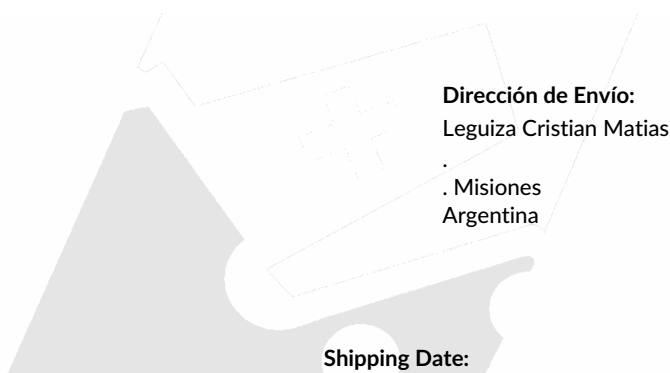 Dirección de Envío:
Leguiza Cristian Matias
.
. Misiones
Argentina
Shipping Date: